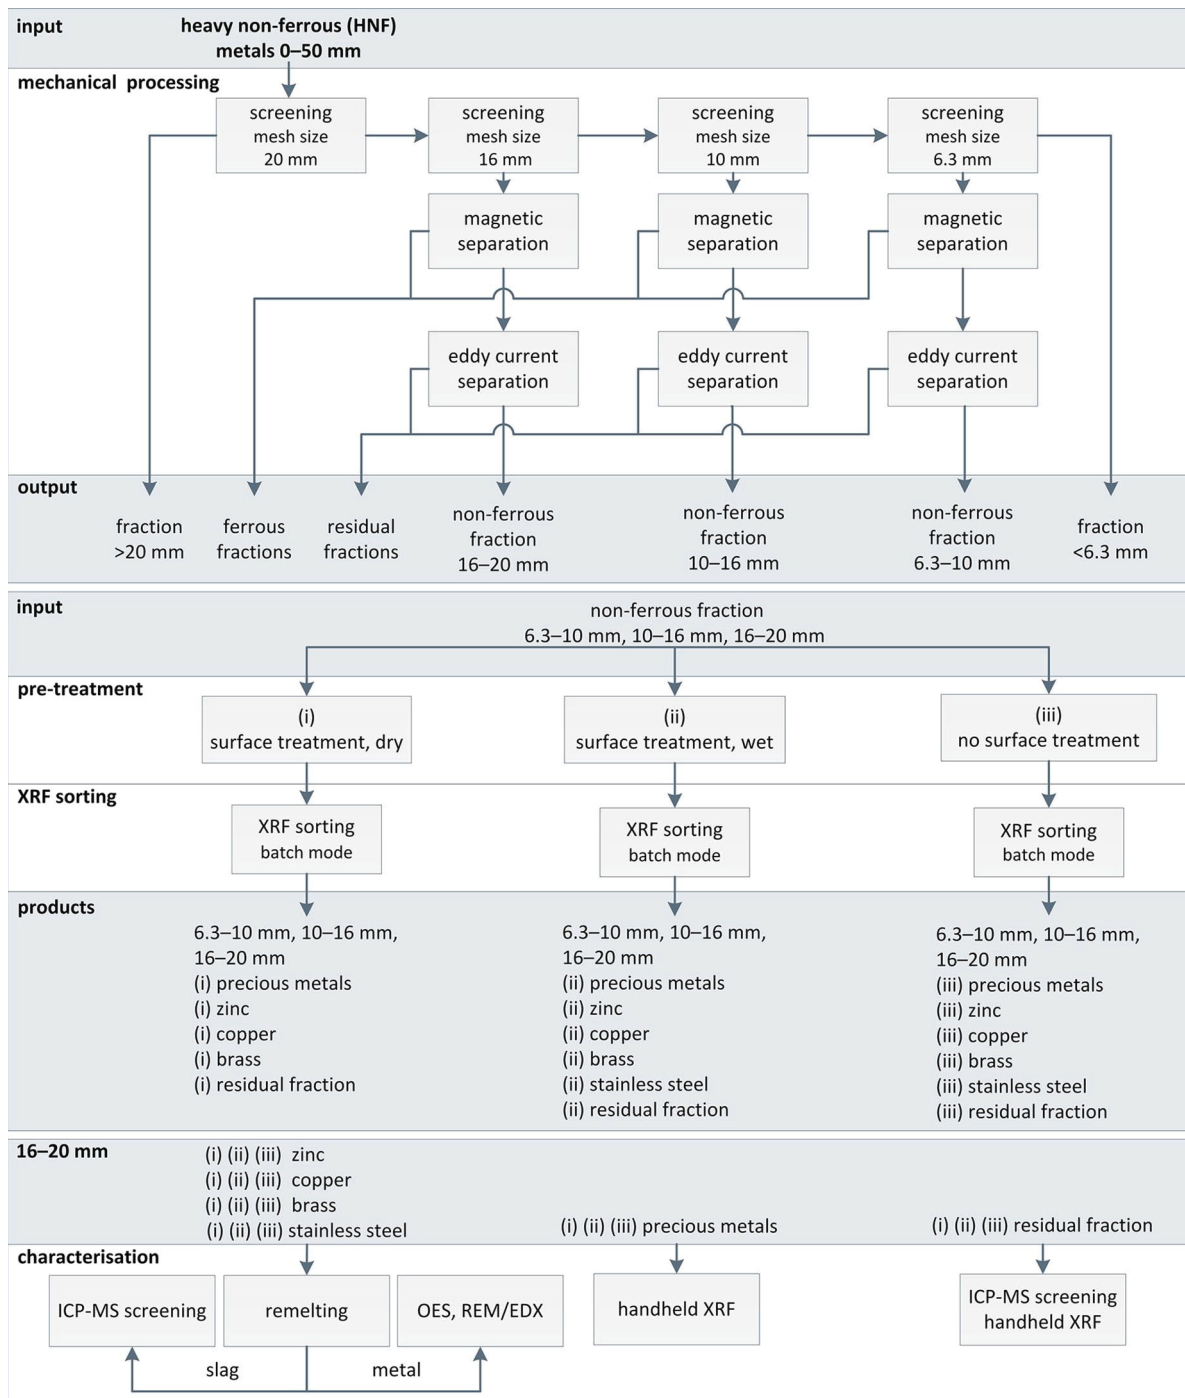 input
heavy non-ferrous (HNF)
metals 0–50 mm
mechanical processing
screening
mesh size
20 mm
screening
mesh size
16 mm
screening
mesh size
10 mm
screening
mesh size
6.3 mm
magnetic
separation
magnetic
separation
magnetic
separation
eddy current
separation
eddy current
separation
eddy current
separation
output
fraction
>20 mm
ferrous
fractions
residual
fractions
non-ferrous
fraction
16–20 mm
non-ferrous
fraction
10–16 mm
non-ferrous
fraction
6.3–10 mm
fraction
<6.3 mm
input
non-ferrous fraction
6.3–10 mm, 10–16 mm, 16–20 mm
pre-treatment
(i)
surface treatment, dry
(ii)
surface treatment, wet
(iii)
no surface treatment
XRF sorting
XRF sorting
batch mode
XRF sorting
batch mode
XRF sorting
batch mode
products
6.3–10 mm, 10–16 mm,
16–20 mm
(i) precious metals
(i) zinc
(i) copper
(i) brass
(i) residual fraction
6.3–10 mm, 10–16 mm,
16–20 mm
(ii) precious metals
(ii) zinc
(ii) copper
(ii) brass
(ii) stainless steel
(ii) residual fraction
6.3–10 mm, 10–16 mm,
16–20 mm
(iii) precious metals
(iii) zinc
(iii) copper
(iii) brass
(iii) stainless steel
(iii) residual fraction
16–20 mm
(i) (ii) (iii) zinc
(i) (ii) (iii) copper
(i) (ii) (iii) brass
(i) (ii) (iii) stainless steel
(i) (ii) (iii) precious metals
(i) (ii) (iii) residual fraction
characterisation
ICP-MS screening
remelting
OES, REM/EDX
handheld XRF
ICP-MS screening
handheld XRF
slag
metal